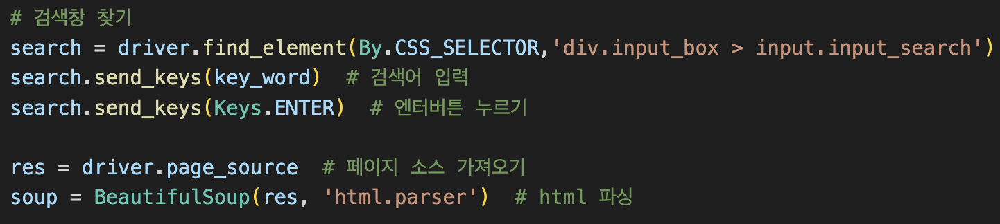 # 검색창 찾기
search = driver.find_element(By.CSS_SELECTOR,'div.input_box > input.input_search')
search.send_keys(key_word)  # 검색어 입력
search.send_keys(Keys.ENTER)  # 엔터버튼 누르기
res = driver.page_source  # 페이지 소스 가져오기
soup = BeautifulSoup(res, 'html.parser')  # html 파싱